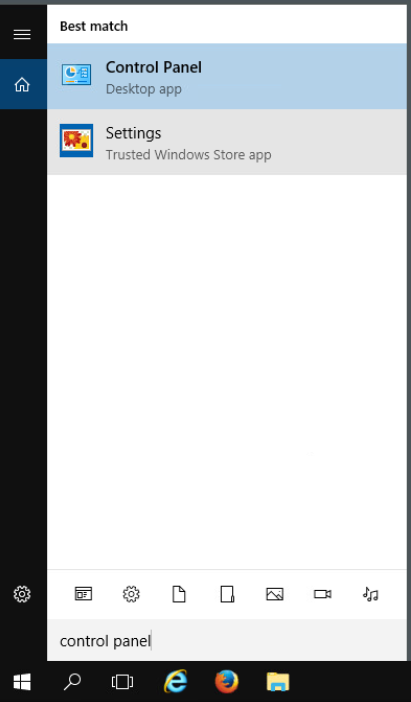 Best match
Control Panel
Desktop app
Settings
Trusted Windows Store app
control panel